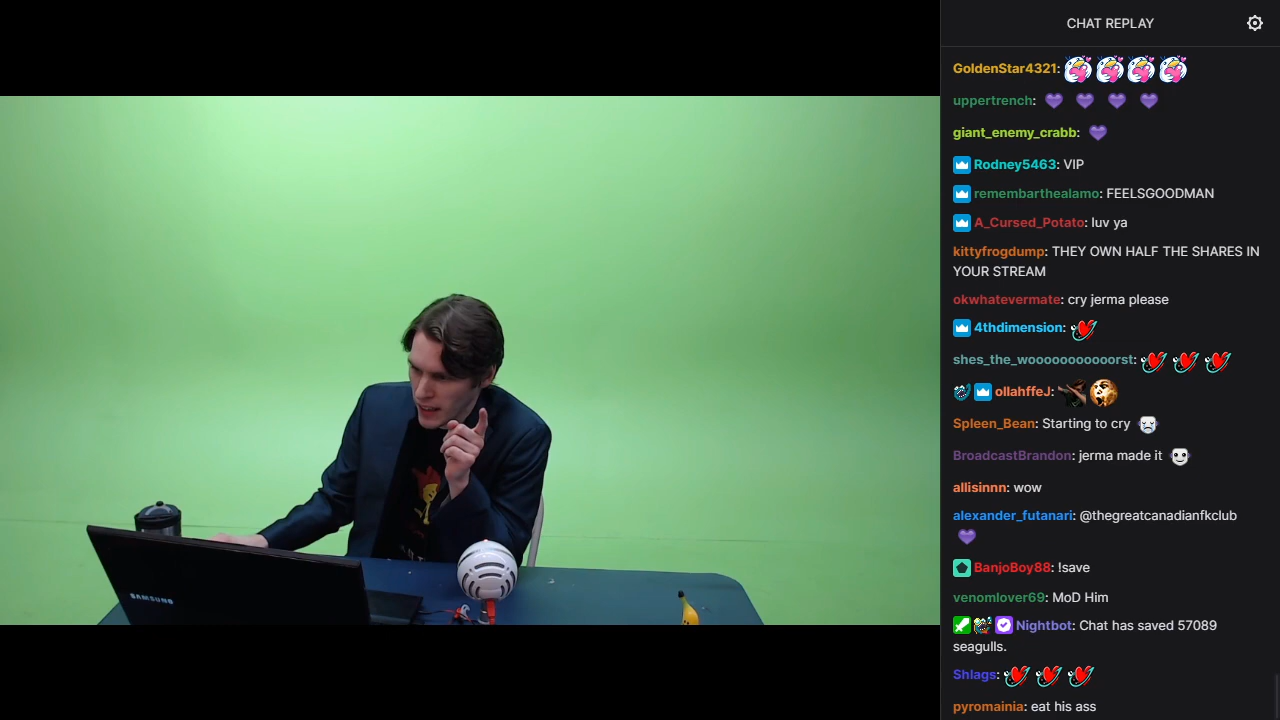 CHAT REPLAY
GoldenStar4321:
uppertrench:
giant_enemy_crabb:
Rodney5463: VIP
remembarthealamo: FEELSGOODMAN
A_Cursed_Potato: luv ya
kittyfrogdump: THEY OWN HALF THE SHARES IN
YOUR STREAM
okwhatevermate: cry jerma please
4thdimension:
shes_the_wooooooooooorst:
ollahffeJ:
Spleen_Bean: Starting to cry
BroadcastBrandon: jerma made it
allisinnn: wow
alexander_futanari: @thegreatcanadianfkclub
BanjoBoy88: !save
venomlover69: MoD Him
Nightbot: Chat has saved 57089
seagulls.
Shlags:
pyromainia: eat his ass
SAMSUNG